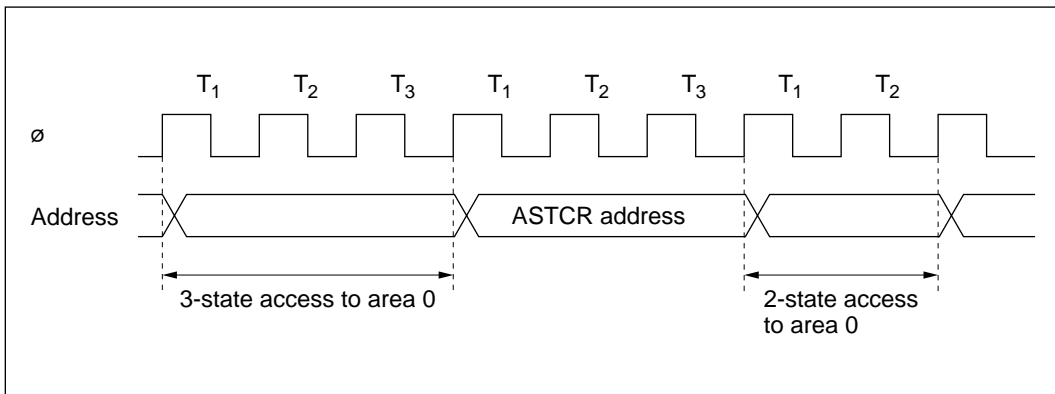 T₁ T₂ T₃ T₁ T₂ T₃ T₁ T₂
ø
Address ASTCR address
3-state access to area 0 2-state access
to area 0